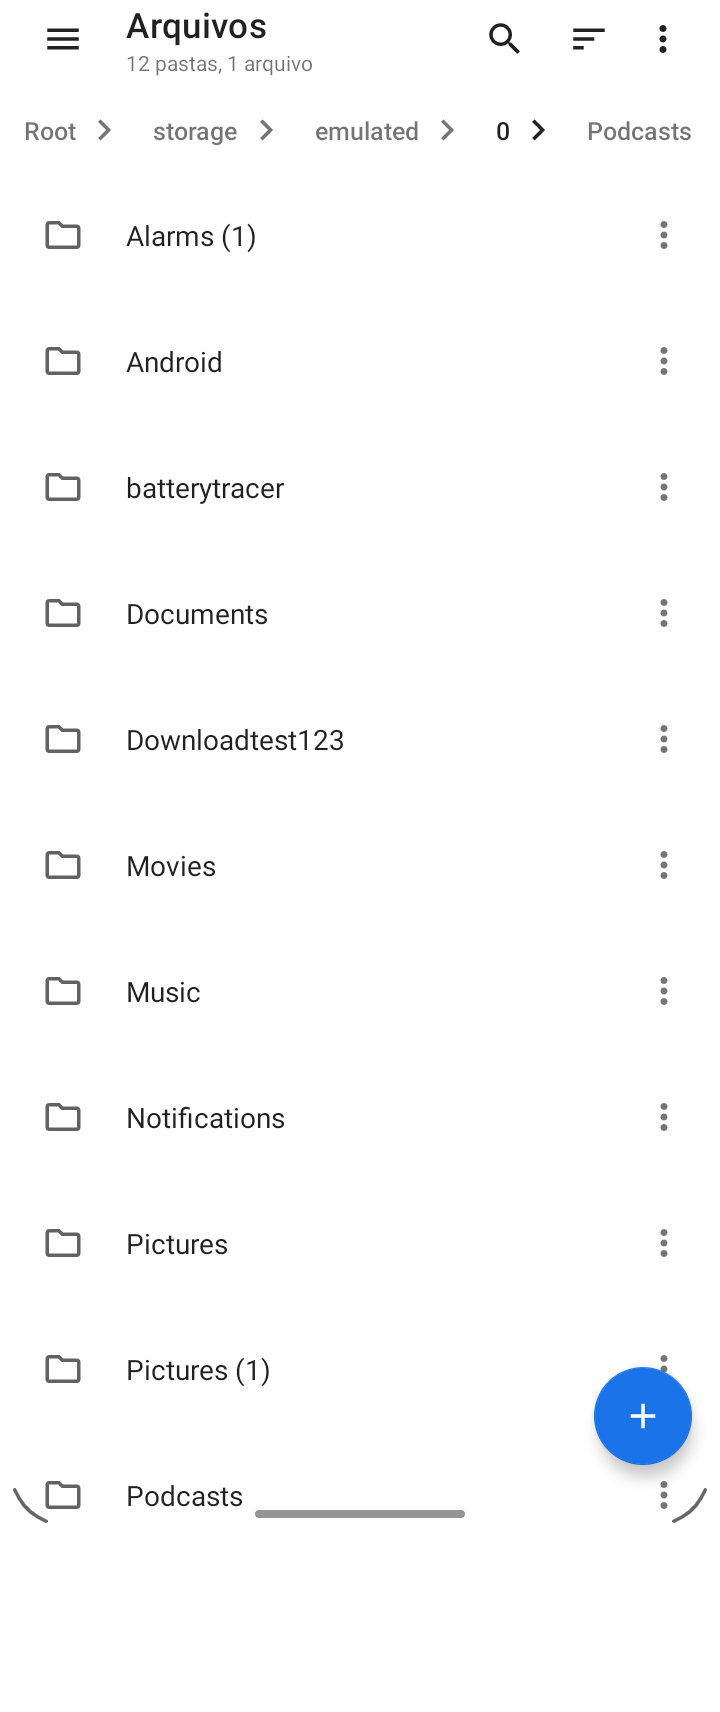 Arquivos
12 pastas, 1 arquivo
Root storage emulated 0 Podcasts
Alarms (1)
Android
batterytracer
Documents
Downloadtest123
Movies
Music
Notifications
Pictures
Pictures (1)
Podcasts